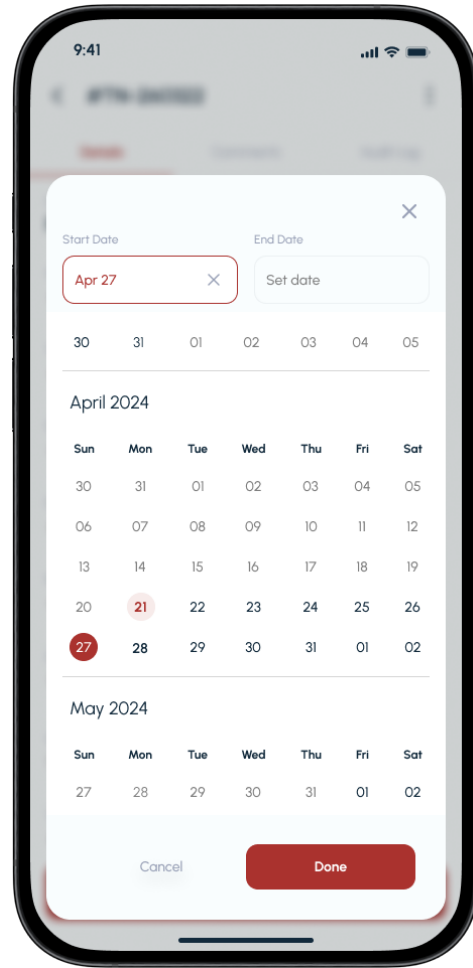 9:41
Details
Start Date End Date
Apr 27 Set date
30 31 01 02 03 04 05
April 2024
Sun Mon Tue Wed Thu Fri Sat
30 31 01 02 03 04 05
06 07 08 09 10 11 12
13 14 15 16 17 18 19
20 21 22 23 24 25 26
27 28 29 30 31 01 02
May 2024
Sun Mon Tue Wed Thu Fri Sat
27 28 29 30 31 01 02
Cancel Done